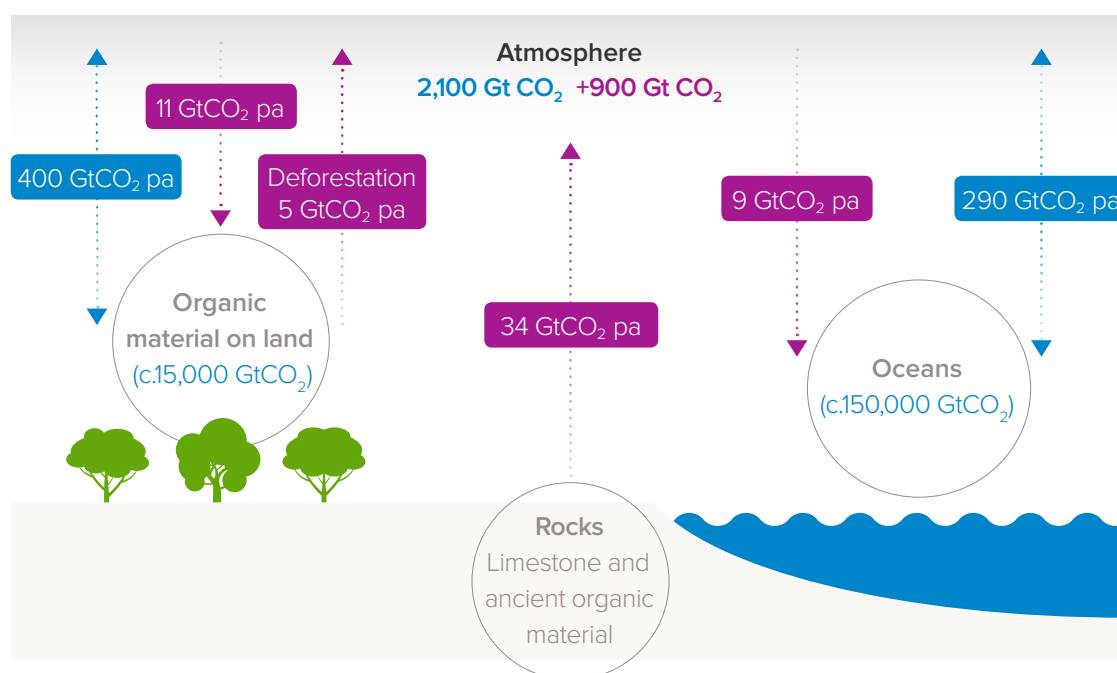 Atmosphere
2,100 Gt CO₂ +900 Gt CO₂
11 GtCO₂ pa
400 GtCO₂ pa
Deforestation
5 GtCO₂ pa
9 GtCO₂ pa
290 GtCO₂ pa
Organic
material on land
(c.15,000 GtCO₂)
34 GtCO₂ pa
Oceans
(c.150,000 GtCO₂)
Rocks
Limestone and
ancient organic
material